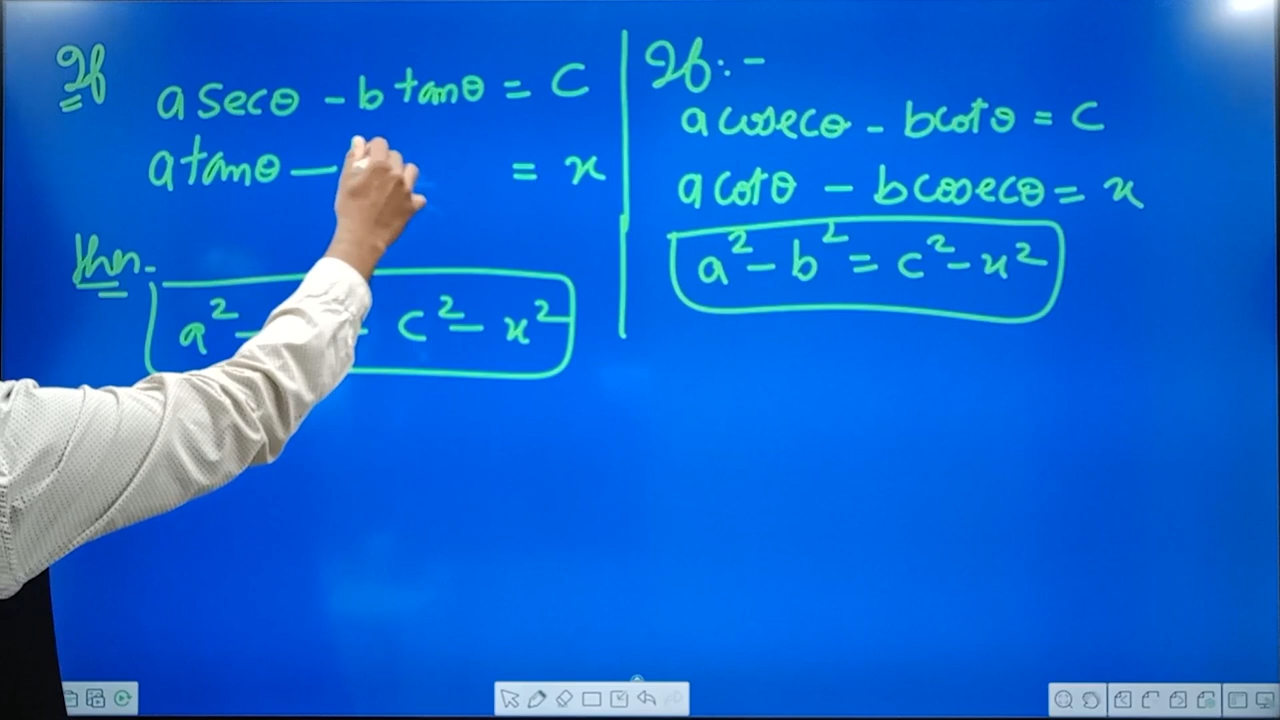 If
a secθ - b tanθ = c
a tanθ — = x
then
a² - - c² - x²
If :-
a cosecθ - b cotθ = c
a cotθ - b cosecθ = x
a² - b² = c² - x²